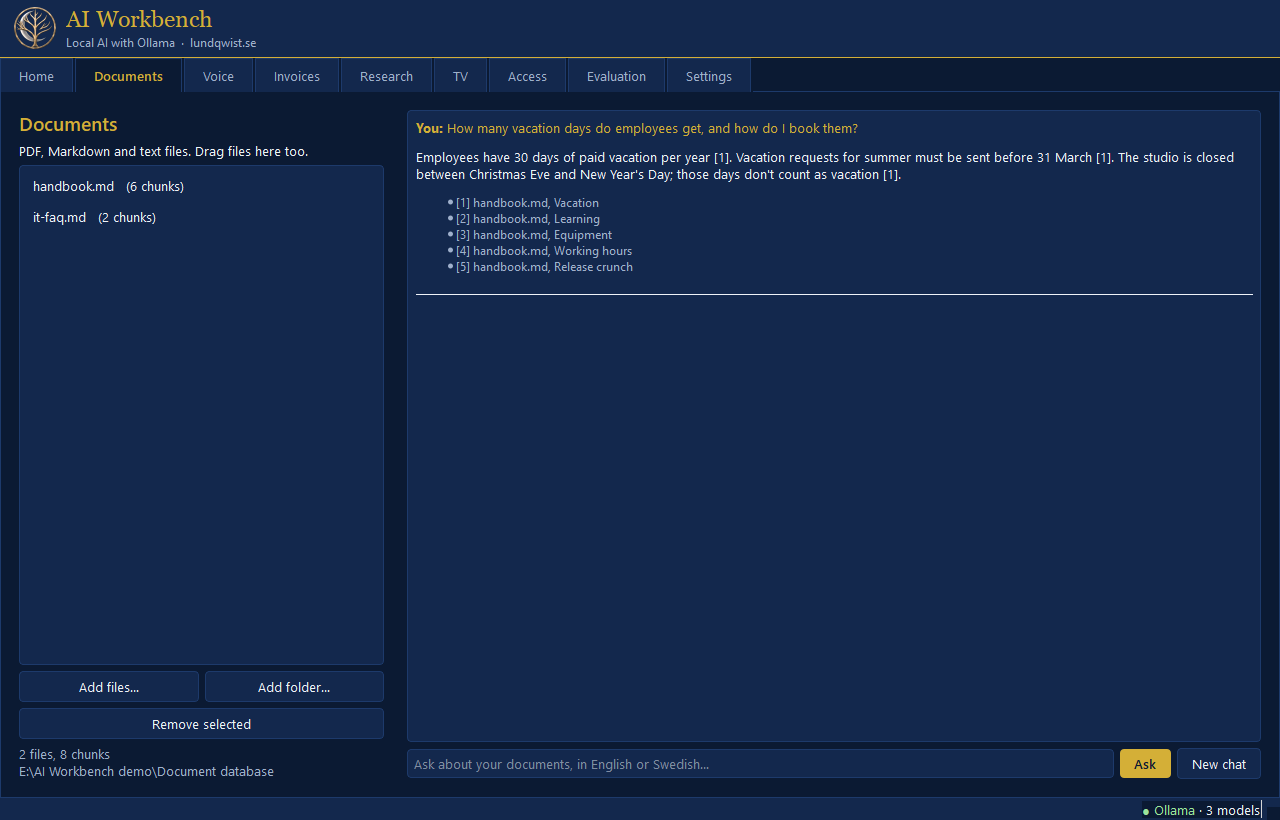 AI Workbench
Local AI with Ollama · lundqwist.se
Home
Documents
Voice
Invoices
Research
TV
Access
Evaluation
Settings
Documents
PDF, Markdown and text files. Drag files here too.
handbook.md (6 chunks)
it-faq.md (2 chunks)
Add files...
Add folder...
Remove selected
2 files, 8 chunks
E:\AI Workbench demo\Document database
You: How many vacation days do employees get, and how do I book them?
Employees have 30 days of paid vacation per year [1]. Vacation requests for summer must be sent before 31 March [1]. The studio is closed
between Christmas Eve and New Year's Day; those days don't count as vacation [1].
• [1] handbook.md, Vacation
• [2] handbook.md, Learning
• [3] handbook.md, Equipment
• [4] handbook.md, Working hours
• [5] handbook.md, Release crunch
Ask about your documents, in English or Swedish...
Ask
New chat
● Ollama · 3 models